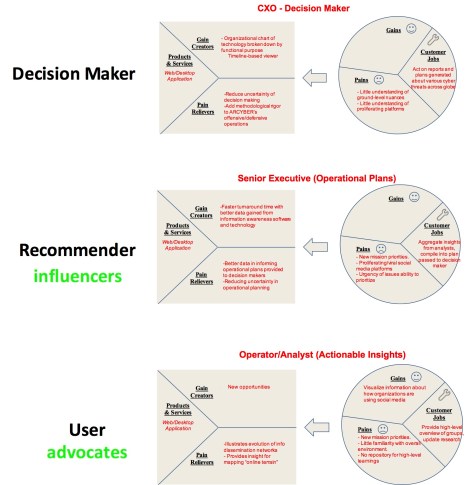 CXO - Decision Maker
Decision Maker
Products
& Services
Web/Desktop
Application
Gain
Creators
- Organizational chart of
technology broken down by
functional purpose
Timeline-based viewer
Pain
Relievers
-Reduce uncertainty of
decision making
- Add methodological rigor
to ARCYBER's
offensive/defensive
operations
Gains
Customer
Jobs
Act on reports and
plans generated
about various cyber
threats across globe
Pains
- Little understanding of
ground-level nuances
- Little understanding of
proliferating platforms
Senior Executive (Operational Plans)
Recommender
influencers
Products
& Services
Web/Desktop
Application
Gain
Creators
-Faster turnaround time with
better data gained from
information awareness software
and technology
Pain
Relievers
-Better data in informing
operational plans provided
to decision makers
-Reducing uncertainty in
operational planning
Gains
Customer
Jobs
Aggregate insights
from analysts,
compile into plan
passed to decision
maker
Pains
- New mission priorities.
- Proliferating/viral social
media platforms
- Urgency of issues ability to
prioritize
Operator/Analyst (Actionable Insights)
User
advocates
Products
& Services
Web/Desktop
Application
Gain
Creators
New opportunities
Pain
Relievers
-Illustrates evolution of info
dissemination networks
- Provides insight for
mapping "online terrain"
Gains
Visualize information about
how organizations are
using social media
Customer
Jobs
Provide high-level
overview of groups,
update research
Pains
- New mission priorities.
- Little familiarity with overall
environment.
- No repository for high-level
learnings